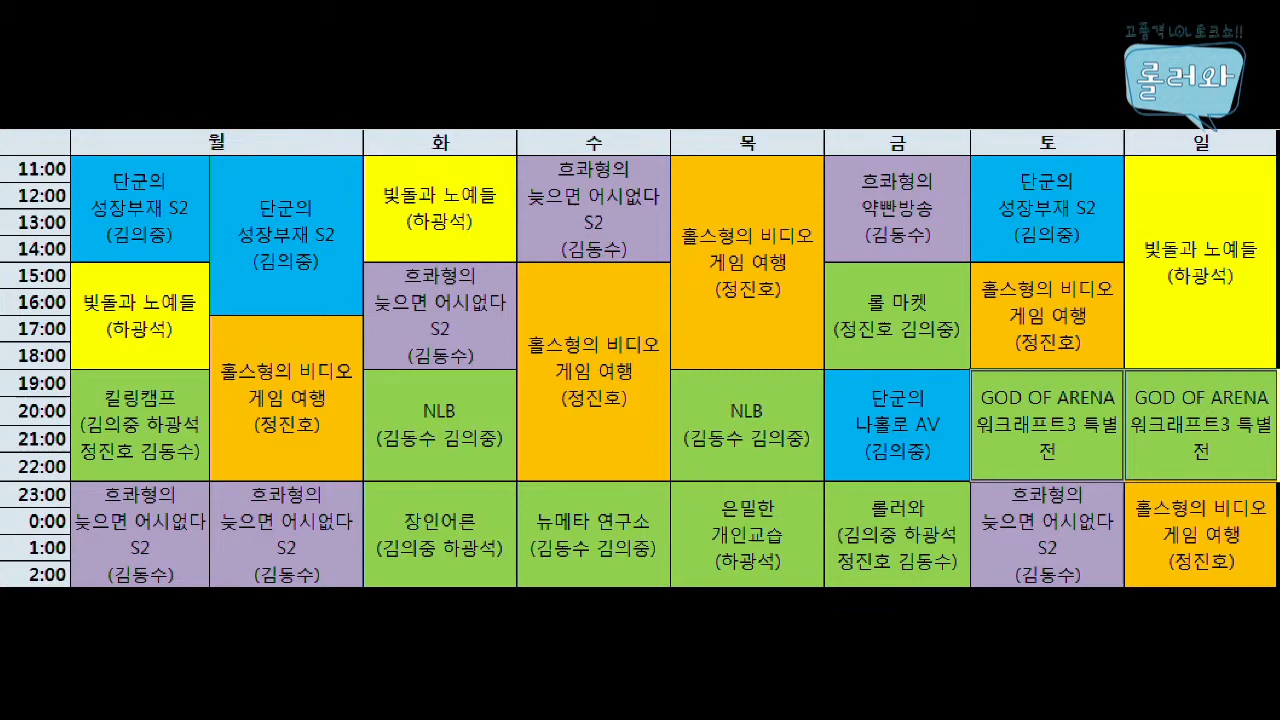 고품격 LOL 토크쇼!!
롤러와
월 화 수 목 금 토 일
11:00
12:00
13:00
14:00
15:00
16:00
17:00
18:00
19:00
20:00
21:00
22:00
23:00
0:00
1:00
2:00
단군의
성장부재 S2
(김의중)
빛돌과 노예들
(하광석)
킬링캠프
(김의중 하광석
정진호 김동수)
흐콰형의
늦으면 어시없다
S2
(김동수)
단군의
성장부재 S2
(김의중)
홀스형의 비디오
게임 여행
(정진호)
흐콰형의
늦으면 어시없다
S2
(김동수)
빛돌과 노예들
(하광석)
흐콰형의
늦으면 어시없다
S2
(김동수)
NLB
(김동수 김의중)
장인어른
(김의중 하광석)
흐콰형의
늦으면 어시없다
S2
(김동수)
홀스형의 비디오
게임 여행
(정진호)
뉴메타 연구소
(김동수 김의중)
홀스형의 비디오
게임 여행
(정진호)
NLB
(김동수 김의중)
은밀한
개인교습
(하광석)
흐콰형의
약빤방송
(김동수)
롤 마켓
(정진호 김의중)
단군의
나홀로 AV
(김의중)
롤러와
(김의중 하광석
정진호 김동수)
단군의
성장부재 S2
(김의중)
홀스형의 비디오
게임 여행
(정진호)
GOD OF ARENA
워크래프트3 특별
전
흐콰형의
늦으면 어시없다
S2
(김동수)
빛돌과 노예들
(하광석)
GOD OF ARENA
워크래프트3 특별
전
홀스형의 비디오
게임 여행
(정진호)